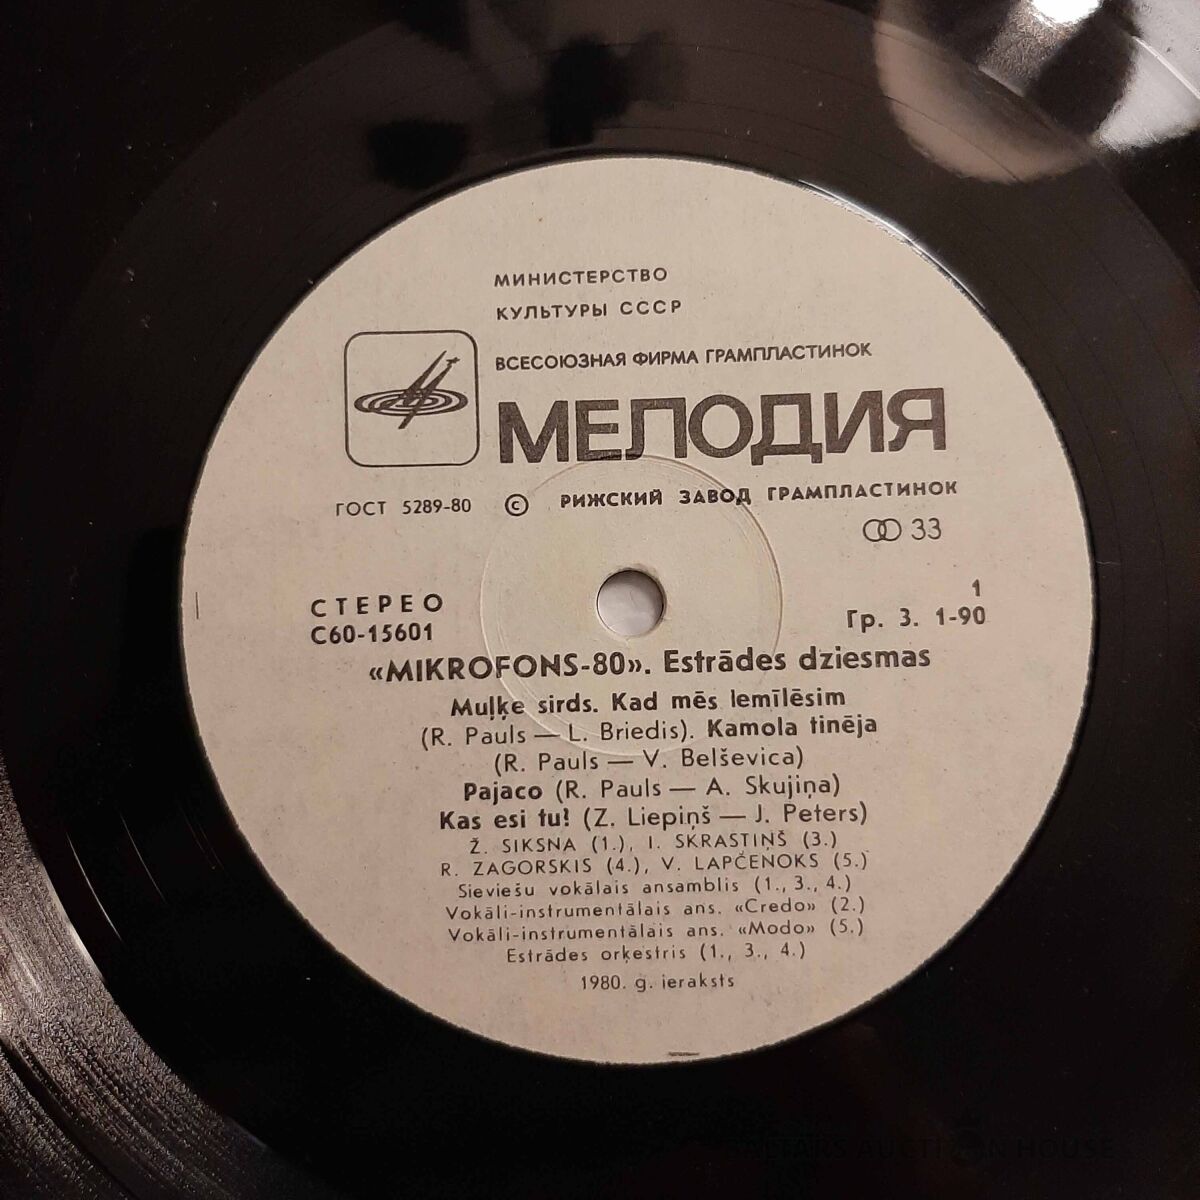 МИНИСТЕРСТВО
КУЛЬТУРЫ СССР
ВСЕСОЮЗНАЯ ФИРМА ГРАМПЛАСТИНОК
МЕЛОДИЯ
ГОСТ 5289-80 © РИЖСКИЙ ЗАВОД ГРАМПЛАСТИНОК
33
СТЕРЕО
С60-15601
1
Гр. 3. 1-90
«MIKROFONS-80». Estrādes dziesmas
Muļķe sirds. Kad mēs iemīlēsim
(R. Pauls — L. Briedis). Kamola tinēja
(R. Pauls — V. Belševica)
Pajaco (R. Pauls — A. Skujiņa)
Kas esi tu! (Z. Liepiņš — J. Peters)
Ž. SIKSNA (1.), I. SKRASTIŅŠ (3.)
R. ZAGORSKIS (4.), V. LAPČENOKS (5.)
Sieviešu vokālais ansamblis (1., 3., 4.)
Vokāli-instrumentālais ans. «Credo» (2.)
Vokāli-instrumentālais ans. «Modo» (5.)
Estrādes orķestris (1., 3., 4.)
1980. g. ieraksts
BALTARS AUCTION HOUSE